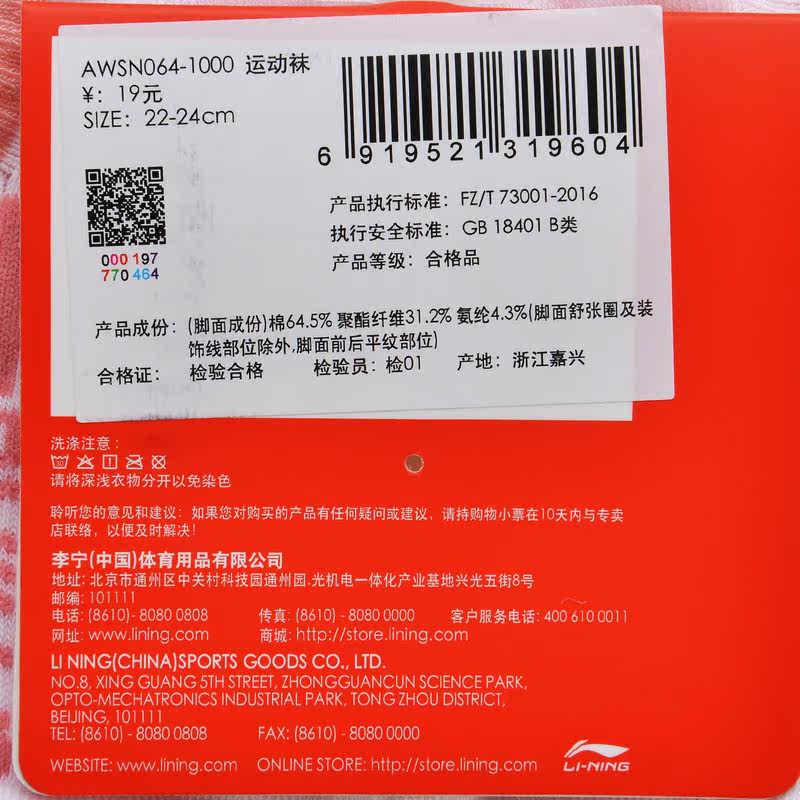 AWSN064-1000 运动袜
¥: 19元
SIZE: 22-24cm
6 919521 319604
产品执行标准: FZ/T 73001-2016
执行安全标准: GB 18401 B类
产品等级: 合格品
000 197
770 464
产品成份: (脚面成份)棉64.5% 聚酯纤维31.2% 氨纶4.3%(脚面舒张圈及装
饰线部位除外,脚面前后平纹部位)
合格证: 检验合格 检验员: 检01 产地: 浙江嘉兴
洗涤注意:
请将深浅衣物分开以免染色
聆听您的意见和建议: 如果您对购买的产品有任何疑问或建议, 请持购物小票在10天内与专卖
店联络, 以便及时解决!
李宁(中国)体育用品有限公司
地址: 北京市通州区中关村科技园通州园.光机电一体化产业基地兴光五街8号
邮编: 101111
电话: (8610)- 8080 0808 传真: (8610) - 8080 0000 客户服务电话: 400 610 0011
网址: www.lining.com 商城: http://store.lining.com
LI NING(CHINA)SPORTS GOODS CO., LTD.
NO.8, XING GUANG 5TH STREET, ZHONGGUANCUN SCIENCE PARK,
OPTO-MECHATRONICS INDUSTRIAL PARK, TONG ZHOU DISTRICT,
BEIJING, 101111
TEL: (8610) - 8080 0808 FAX: (8610) - 8080 0000
WEBSITE: www.lining.com ONLINE STORE: http://store.lining.com
LI-NING